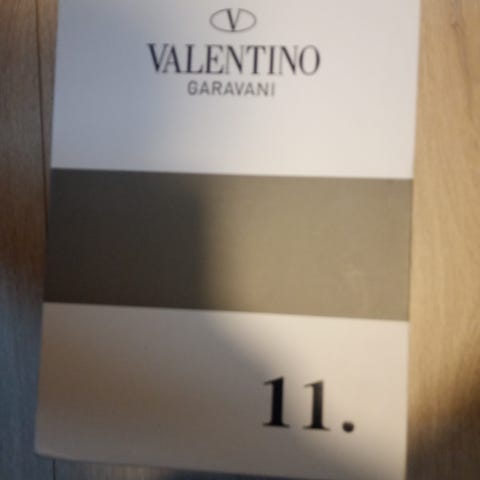 V
VALENTINO
GARAVANI
11.